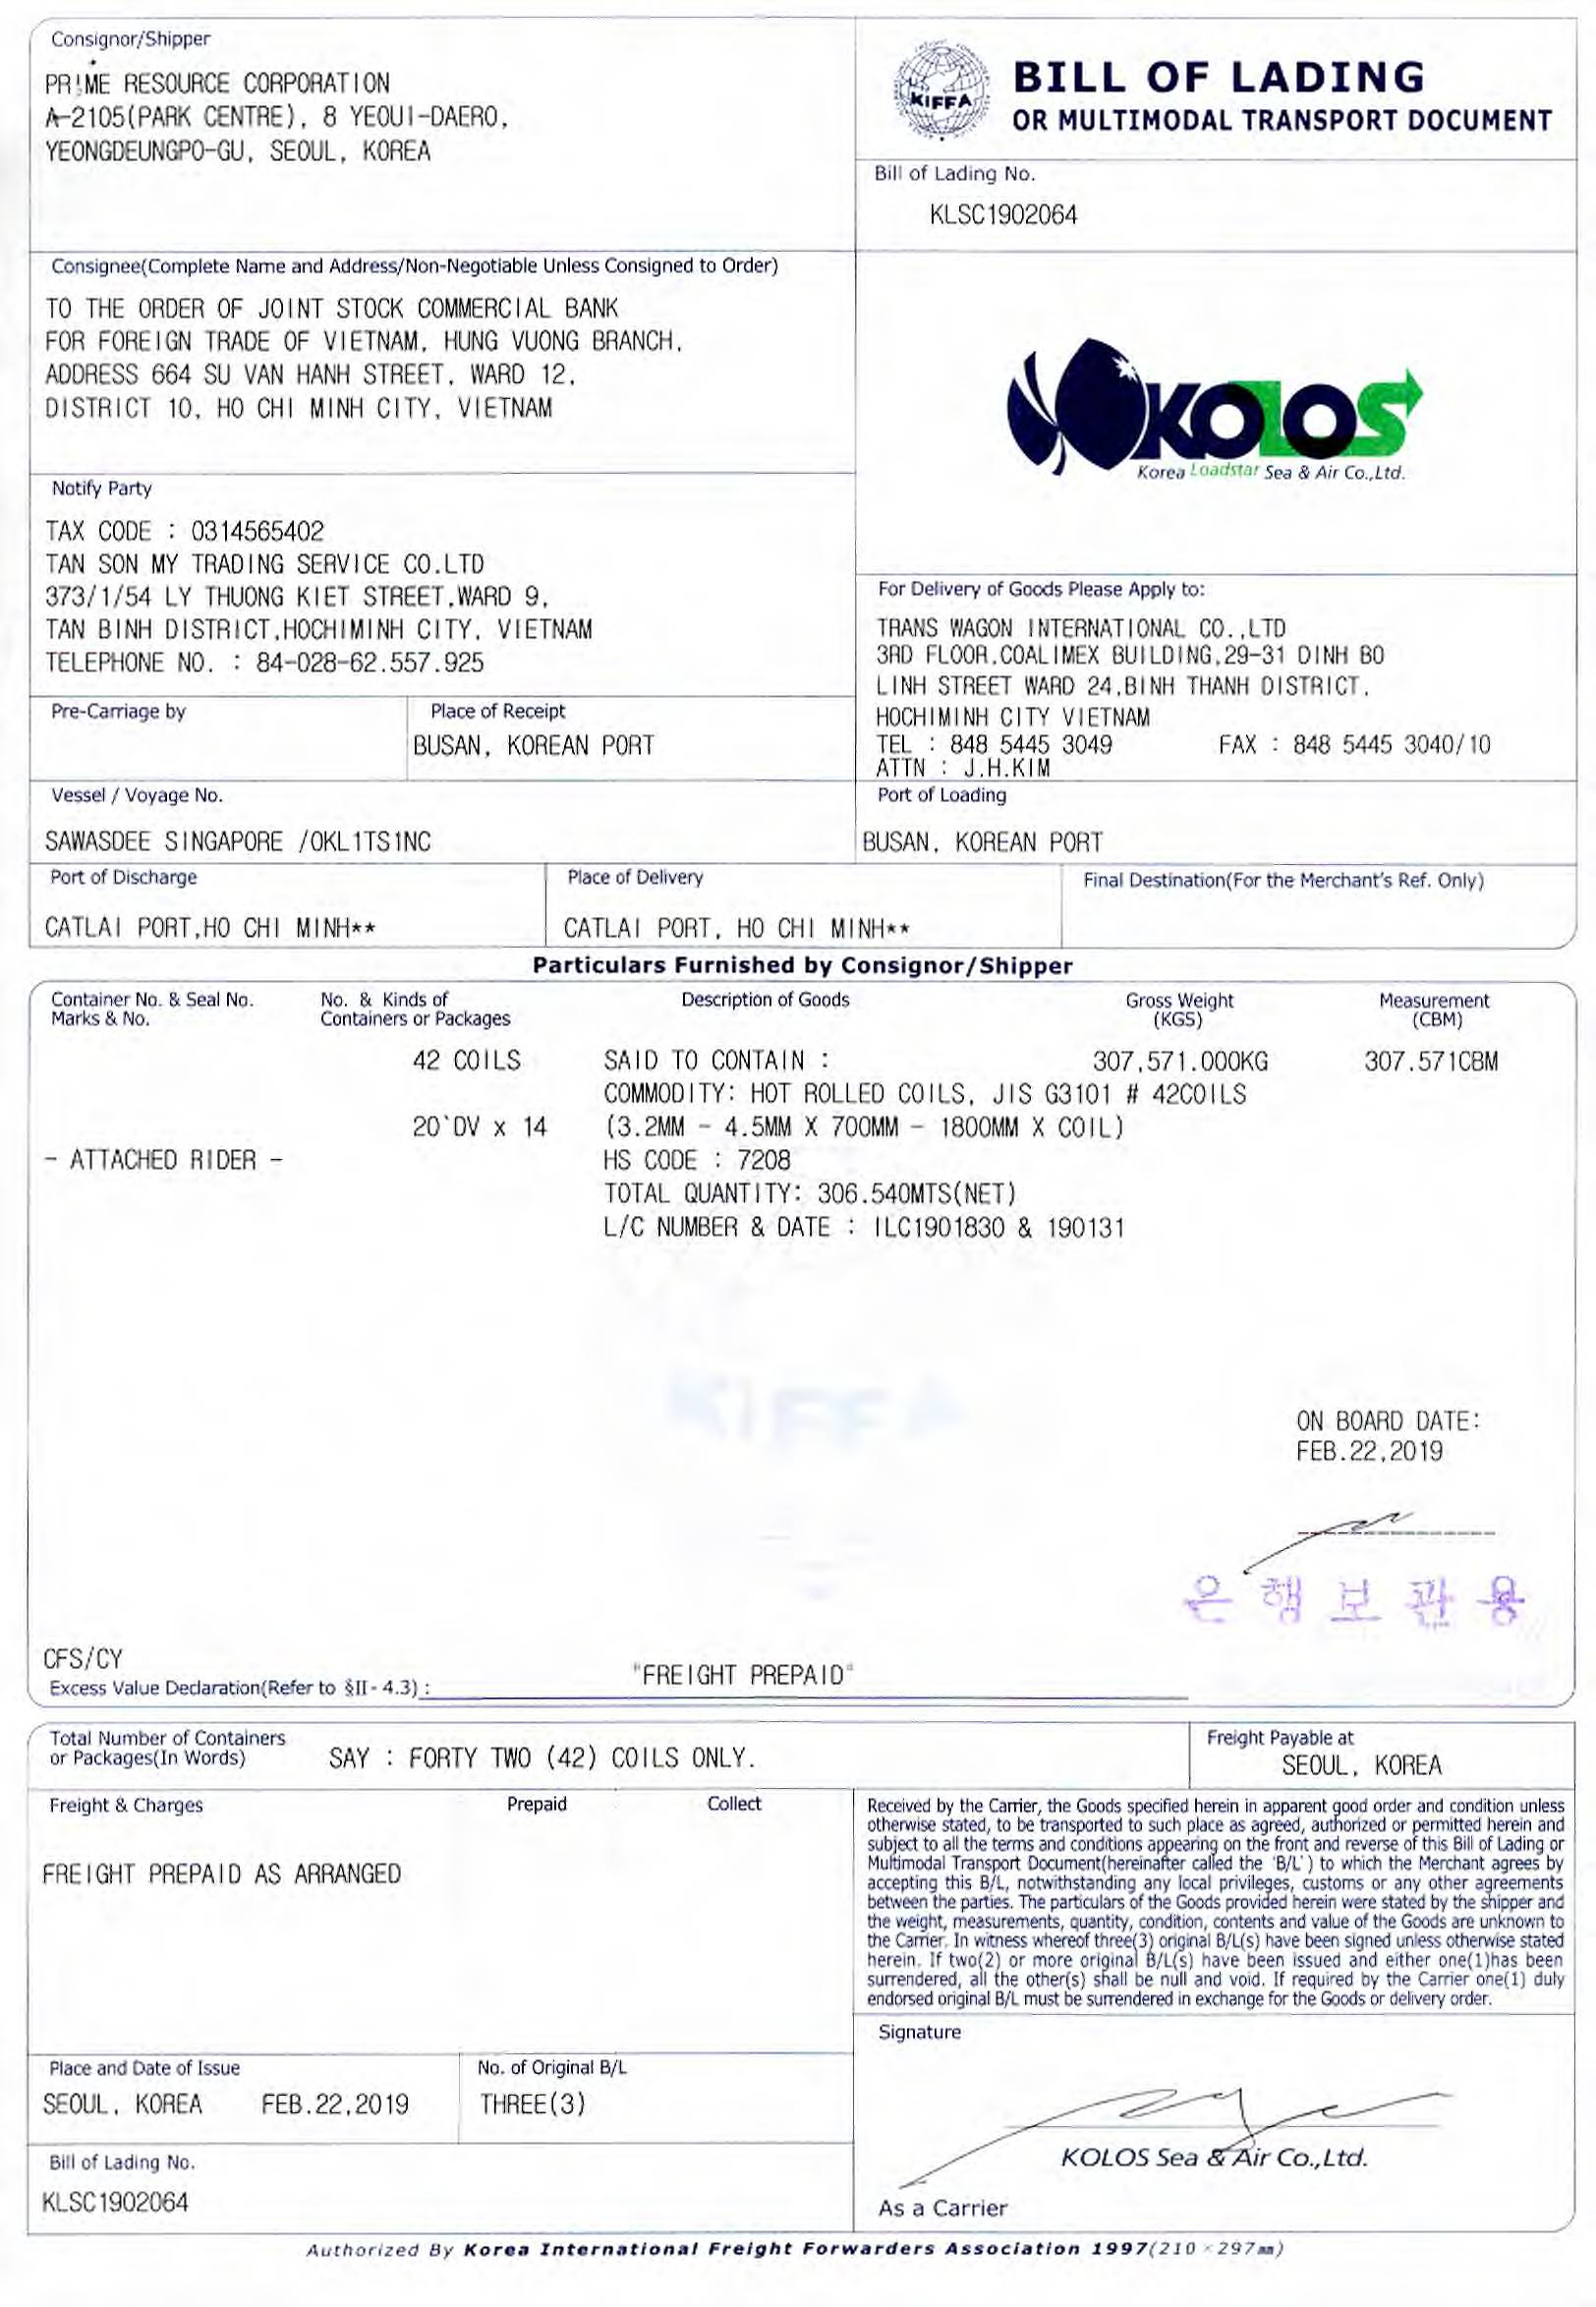 Consignor/Shipper
PRIME RESOURCE CORPORATION
A-2105(PARK CENTRE), 8 YEOUI-DAERO,
YEONGDEUNGPO-GU, SEOUL, KOREA
KIFFA
BILL OF LADING
OR MULTIMODAL TRANSPORT DOCUMENT
Bill of Lading No.
KLSC1902064
Consignee(Complete Name and Address/Non-Negotiable Unless Consigned to Order)
TO THE ORDER OF JOINT STOCK COMMERCIAL BANK
FOR FOREIGN TRADE OF VIETNAM, HUNG VUONG BRANCH,
ADDRESS 664 SU VAN HANH STREET, WARD 12,
DISTRICT 10, HO CHI MINH CITY, VIETNAM
KOLOS
Korea Loadstar Sea & Air Co.,Ltd.
Notify Party
TAX CODE : 0314565402
TAN SON MY TRADING SERVICE CO.LTD
373/1/54 LY THUONG KIET STREET,WARD 9,
TAN BINH DISTRICT,HOCHIMINH CITY, VIETNAM
TELEPHONE NO. : 84-028-62.557.925
For Delivery of Goods Please Apply to:
TRANS WAGON INTERNATIONAL CO.,LTD
3RD FLOOR,COALIMEX BUILDING,29-31 DINH BO
LINH STREET WARD 24,BINH THANH DISTRICT,
HOCHIMINH CITY VIETNAM
TEL : 848 5445 3049 FAX : 848 5445 3040/10
ATTN : J.H.KIM
Pre-Carriage by
Place of Receipt
BUSAN, KOREAN PORT
Vessel / Voyage No.
SAWASDEE SINGAPORE /0KL1TS1NC
Port of Loading
BUSAN, KOREAN PORT
Port of Discharge
CATLAI PORT,HO CHI MINH**
Place of Delivery
CATLAI PORT, HO CHI MINH**
Final Destination(For the Merchant's Ref. Only)
Particulars Furnished by Consignor/Shipper
Container No. & Seal No. No. & Kinds of Description of Goods Gross Weight Measurement
Marks & No. Containers or Packages (KGS) (CBM)
42 COILS SAID TO CONTAIN : 307,571.000KG 307.571CBM
COMMODITY: HOT ROLLED COILS, JIS G3101 # 42COILS
20`DV x 14 (3.2MM - 4.5MM X 700MM - 1800MM X COIL)
- ATTACHED RIDER - HS CODE : 7208
TOTAL QUANTITY: 306.540MTS(NET)
L/C NUMBER & DATE : ILC1901830 & 190131
KIFFA
ON BOARD DATE:
FEB.22,2019
은행보관용
CFS/CY
"FREIGHT PREPAID"
Excess Value Declaration(Refer to §II - 4.3) :
Total Number of Containers
or Packages(In Words) SAY : FORTY TWO (42) COILS ONLY.
Freight Payable at
SEOUL, KOREA
Freight & Charges Prepaid Collect
FREIGHT PREPAID AS ARRANGED
Received by the Carrier, the Goods specified herein in apparent good order and condition unless
otherwise stated, to be transported to such place as agreed, authorized or permitted herein and
subject to all the terms and conditions appearing on the front and reverse of this Bill of Lading or
Multimodal Transport Document(hereinafter called the 'B/L') to which the Merchant agrees by
accepting this B/L, notwithstanding any local privileges, customs or any other agreements
between the parties. The particulars of the Goods provided herein were stated by the shipper and
the weight, measurements, quantity, condition, contents and value of the Goods are unknown to
the Carrier. In witness whereof three(3) original B/L(s) have been signed unless otherwise stated
herein. If two(2) or more original B/L(s) have been issued and either one(1)has been
surrendered, all the other(s) shall be null and void. If required by the Carrier one(1) duly
endorsed original B/L must be surrendered in exchange for the Goods or delivery order.
Place and Date of Issue
SEOUL, KOREA FEB.22,2019
No. of Original B/L
THREE(3)
Bill of Lading No.
KLSC1902064
Signature
KOLOS Sea & Air Co.,Ltd.
As a Carrier
Authorized By Korea International Freight Forwarders Association 1997(210×297mm)